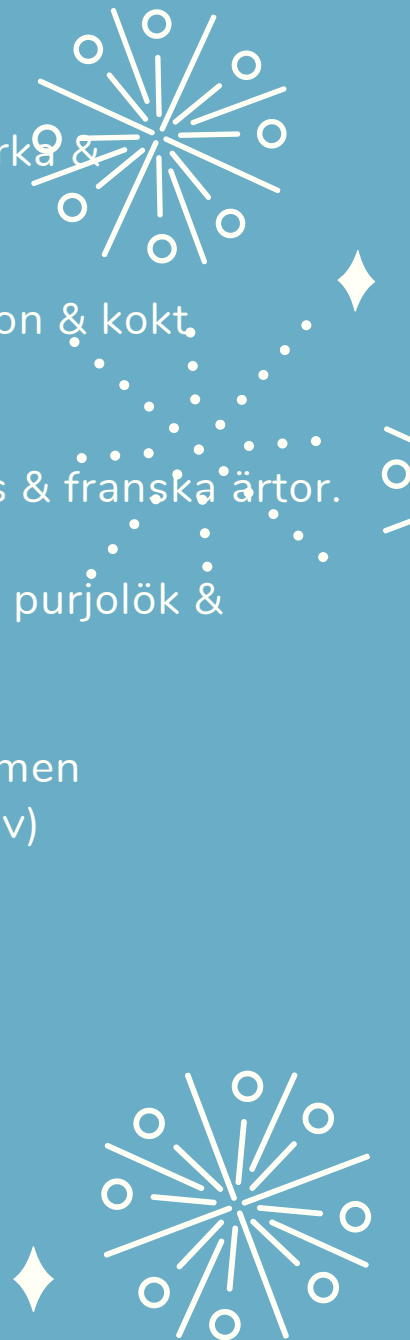 rka &
on & kokt
s & franska ärtor.
purjolök &
men
v)